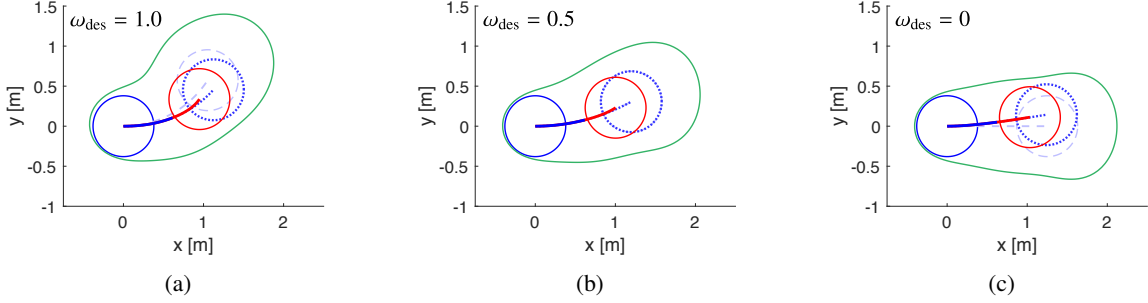 ω_des = 1.0
1.5
1
0.5
0
-0.5
-1
y [m]
0 1 2
x [m]
(a)
ω_des = 0.5
1.5
1
0.5
0
-0.5
-1
y [m]
0 1 2
x [m]
(b)
ω_des = 0
1.5
1
0.5
0
-0.5
-1
y [m]
0 1 2
x [m]
(c)